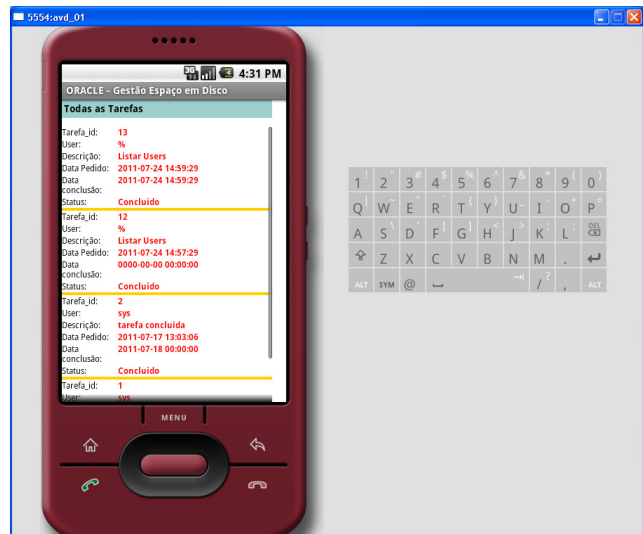 5554:avd_01
3G 4:31 PM
ORACLE - Gestão Espaço em Disco
Todas as Tarefas
Tarefa_id: 13
User: %
Descrição: Listar Users
Data Pedido: 2011-07-24 14:59:29
Data conclusão: 2011-07-24 14:59:29
Status: Concluido
Tarefa_id: 12
User: %
Descrição: Listar Users
Data Pedido: 2011-07-24 14:57:29
Data conclusão: 0000-00-00 00:00:00
Status: Concluido
Tarefa_id: 2
User: sys
Descrição: tarefa concluida
Data Pedido: 2011-07-17 13:03:06
Data conclusão: 2011-07-18 00:00:00
Status: Concluido
Tarefa_id: 1
User: sys
MENU
1 ! 2 " 3 # 4 $ 5 % 6 ^ 7 & 8 * 9 ( 0 )
Q | W ~ E " R ` T { Y } U _ I - O + P =
A S \ D ' F [ G ] H < J > K ; L : DEL
Z X C V B N M .
ALT SYM @ / ? , ALT